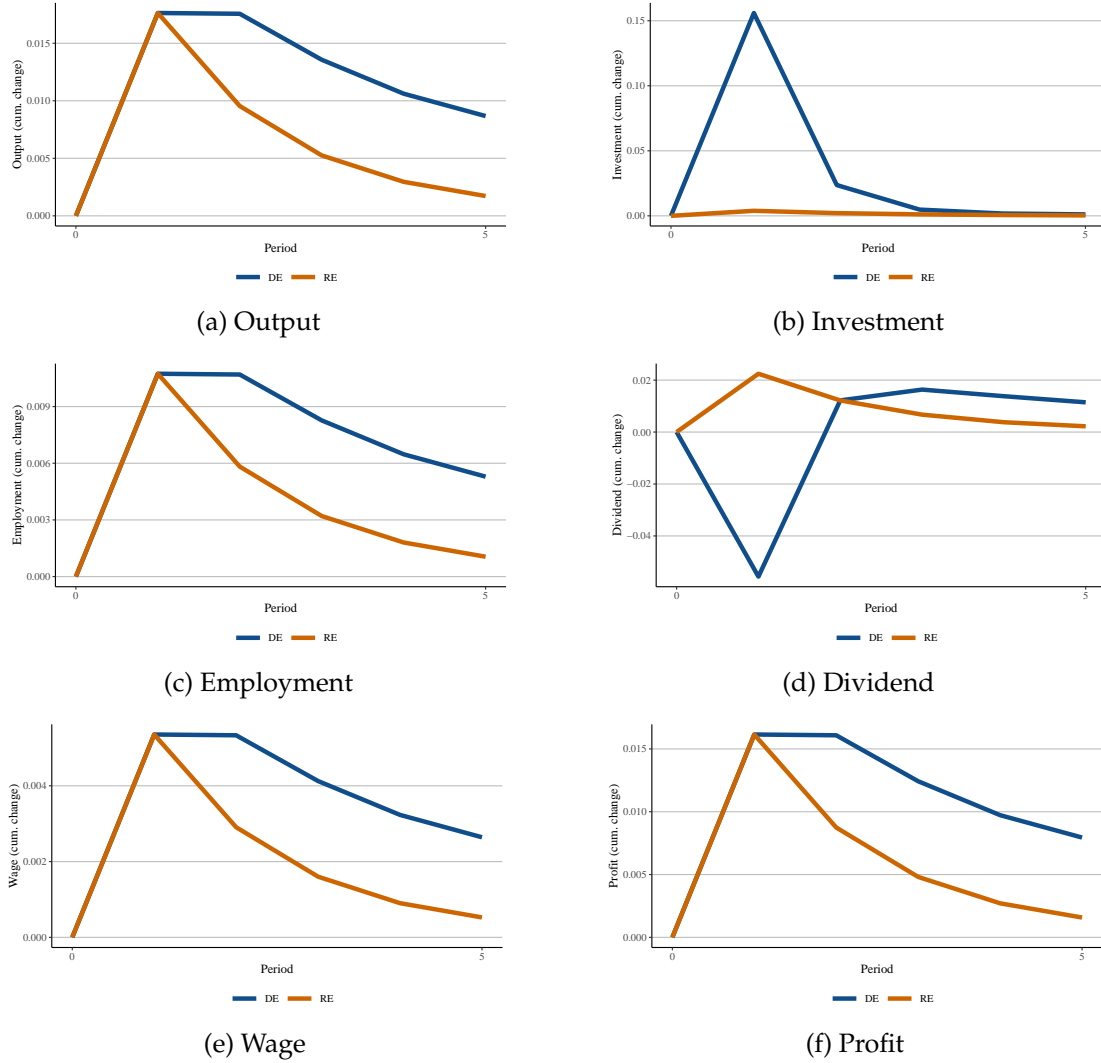 Output (cum. change)
0.015
0.010
0.005
0.000
0
5
Period
DE
RE
(a) Output
Investment (cum. change)
0.15
0.10
0.05
0.00
0
5
Period
DE
RE
(b) Investment
Employment (cum. change)
0.009
0.006
0.003
0.000
0
5
Period
DE
RE
(c) Employment
Dividend (cum. change)
0.02
0.00
−0.02
−0.04
0
5
Period
DE
RE
(d) Dividend
Wage (cum. change)
0.004
0.002
0.000
0
5
Period
DE
RE
(e) Wage
Profit (cum. change)
0.015
0.010
0.005
0.000
0
5
Period
DE
RE
(f) Profit